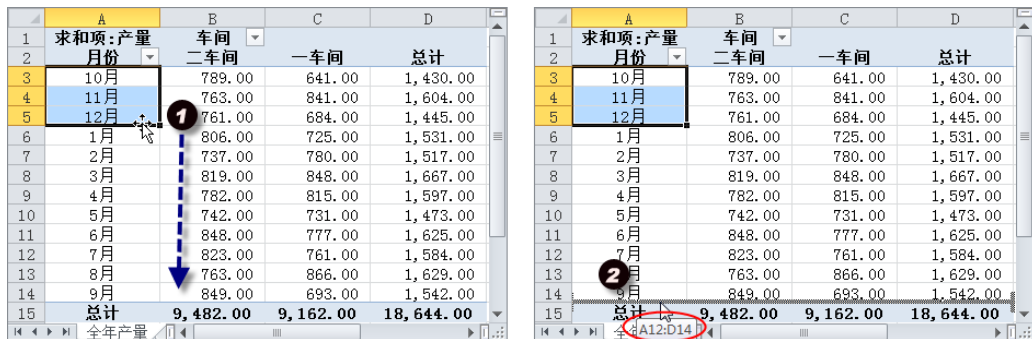 A B C D
1 求和项:产量 车间
2 月份 二车间 一车间 总计
3 10月 789.00 641.00 1,430.00
4 11月 763.00 841.00 1,604.00
5 12月 761.00 684.00 1,445.00
6 1月 806.00 725.00 1,531.00
7 2月 737.00 780.00 1,517.00
8 3月 819.00 848.00 1,667.00
9 4月 782.00 815.00 1,597.00
10 5月 742.00 731.00 1,473.00
11 6月 848.00 777.00 1,625.00
12 7月 823.00 761.00 1,584.00
13 8月 763.00 866.00 1,629.00
14 9月 849.00 693.00 1,542.00
15 总计 9,482.00 9,162.00 18,644.00
全年产量
1
A B C D
1 求和项:产量 车间
2 月份 二车间 一车间 总计
3 10月 789.00 641.00 1,430.00
4 11月 763.00 841.00 1,604.00
5 12月 761.00 684.00 1,445.00
6 1月 806.00 725.00 1,531.00
7 2月 737.00 780.00 1,517.00
8 3月 819.00 848.00 1,667.00
9 4月 782.00 815.00 1,597.00
10 5月 742.00 731.00 1,473.00
11 6月 848.00 777.00 1,625.00
12 7月 823.00 761.00 1,584.00
13 月 763.00 866.00 1,629.00
14 9月 849.00 693.00 1,542.00
15 总计 9,482.00 9,162.00 18,644.00
全 A12:D14
2